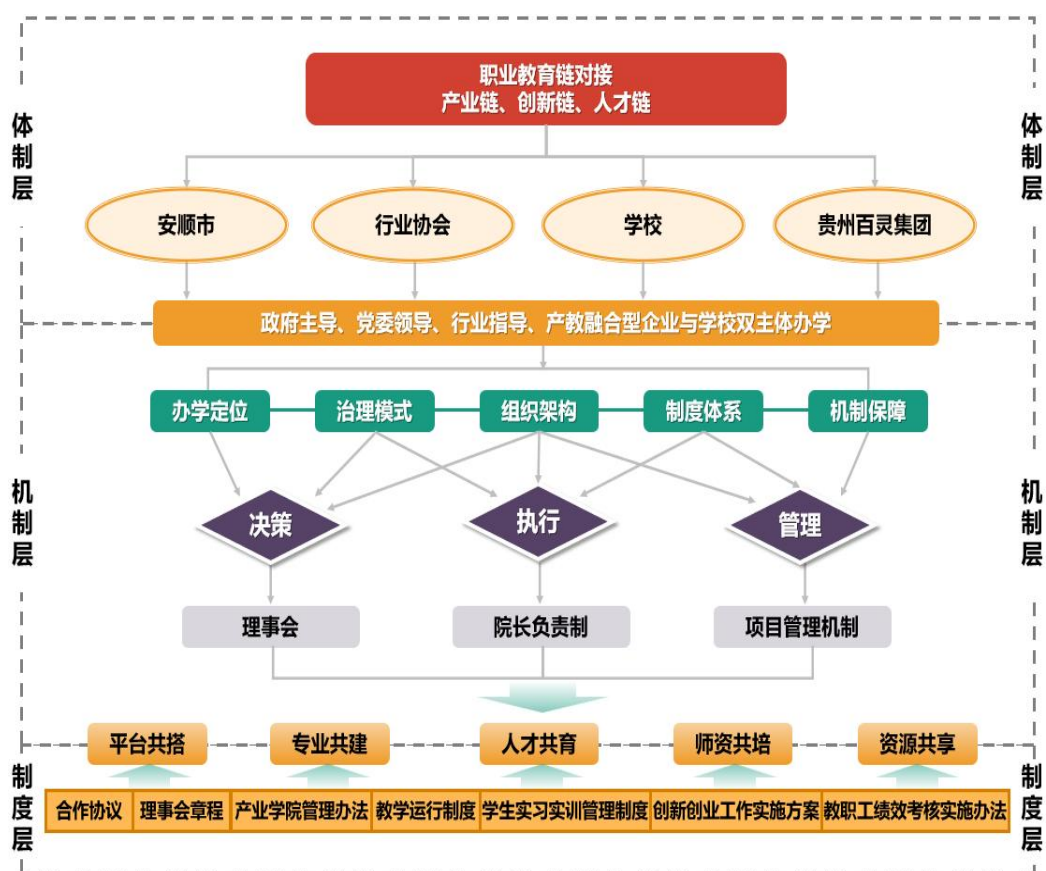 职业教育链对接
产业链、创新链、人才链
体制层
体制层
安顺市
行业协会
学校
贵州百灵集团
政府主导、党委领导、行业指导、产教融合型企业与学校双主体办学
办学定位
治理模式
组织架构
制度体系
机制保障
机制层
机制层
决策
执行
管理
理事会
院长负责制
项目管理机制
平台共搭
专业共建
人才共育
师资共培
资源共享
制度层
制度层
合作协议
理事会章程
产业学院管理办法
教学运行制度
学生实习实训管理制度
创新创业工作实施方案
教职工绩效考核实施办法